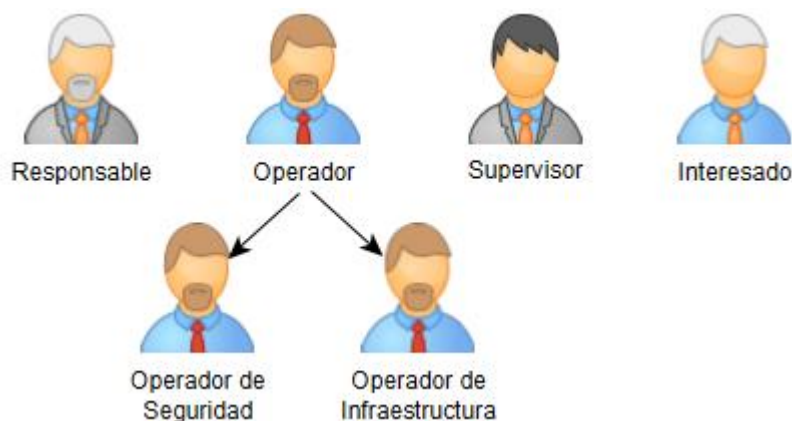 Responsable
Operador
Supervisor
Interesado
Operador de
Seguridad
Operador de
Infraestructura